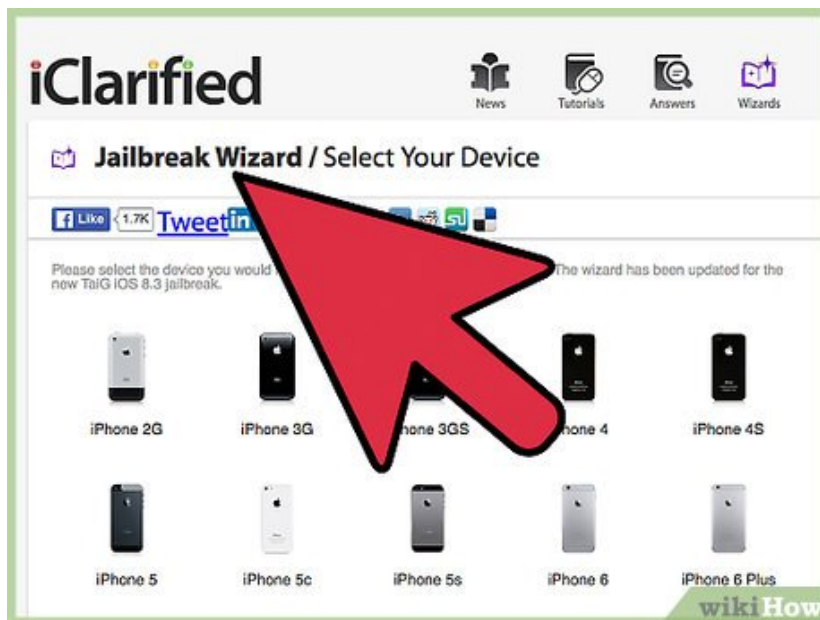 iClarified
News Tutorials Answers Wizards
Jailbreak Wizard / Select Your Device
Like 1.7K Tweet in
Please select the device you would The wizard has been updated for the
new TaiG iOS 8.3 jailbreak.
iPhone 2G iPhone 3G hone 3GS hone 4 iPhone 4S
iPhone 5 iPhone 5c iPhone 5s iPhone 6 iPhone 6 Plus
wikiHow